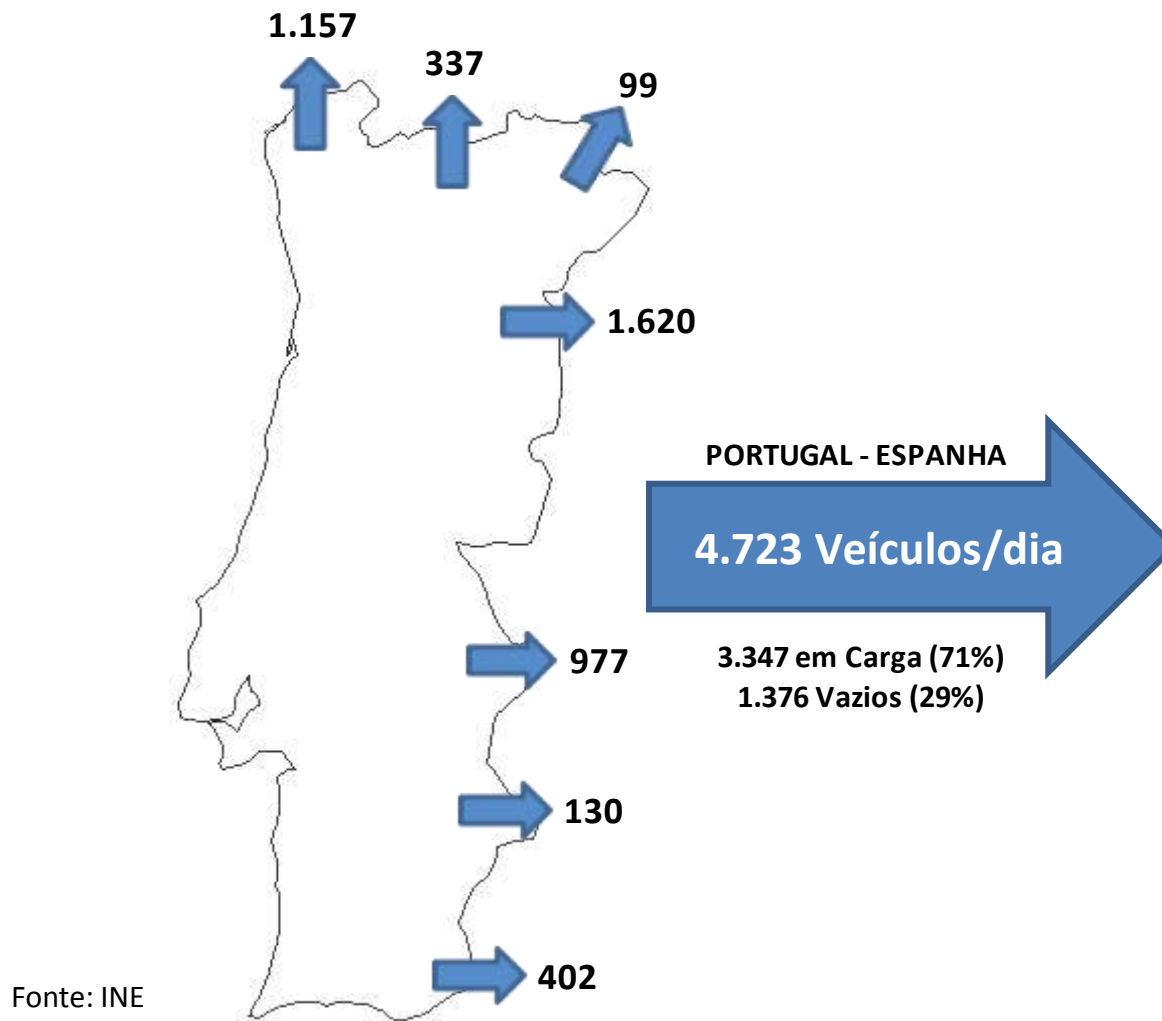 1.157
337
99
1.620
PORTUGAL - ESPANHA
4.723 Veículos/dia
977
3.347 em Carga (71%)
1.376 Vazios (29%)
130
402
Fonte: INE